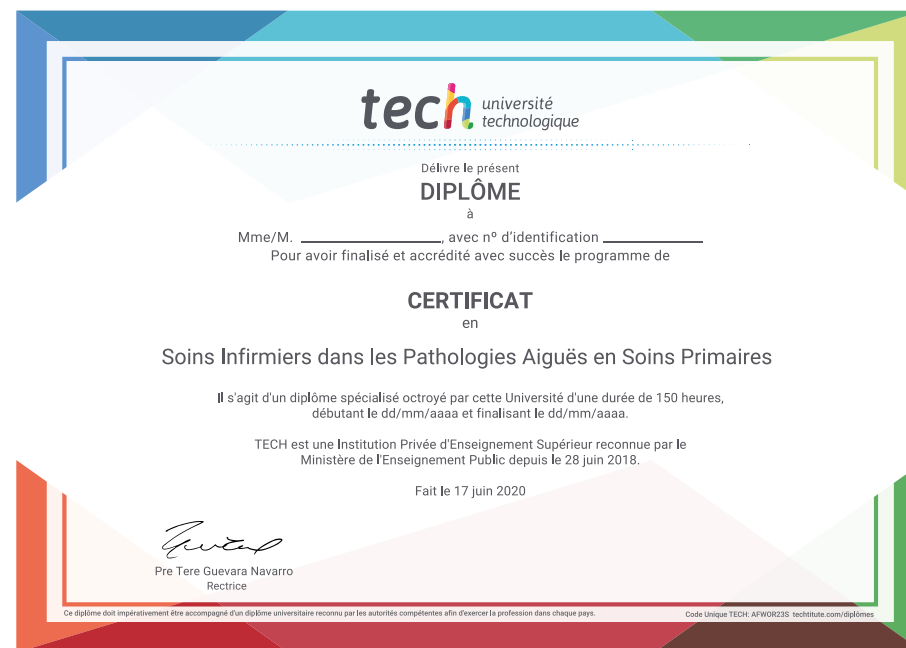 tech université
technologique
Délivre le présent
DIPLÔME
à
Mme/M. ____________________, avec nº d'identification ______________
Pour avoir finalisé et accrédité avec succès le programme de
CERTIFICAT
en
Soins Infirmiers dans les Pathologies Aiguës en Soins Primaires
Il s'agit d'un diplôme spécialisé octroyé par cette Université d'une durée de 150 heures,
débutant le dd/mm/aaaa et finalisant le dd/mm/aaaa.
TECH est une Institution Privée d'Enseignement Supérieur reconnue par le
Ministère de l'Enseignement Public depuis le 28 juin 2018.
Fait le 17 juin 2020
Pre Tere Guevara Navarro
Rectrice
Ce diplôme doit impérativement être accompagné d'un diplôme universitaire reconnu par les autorités compétentes afin d'exercer la profession dans chaque pays.
Code Unique TECH: AFWOR23S techtitute.com/diplômes